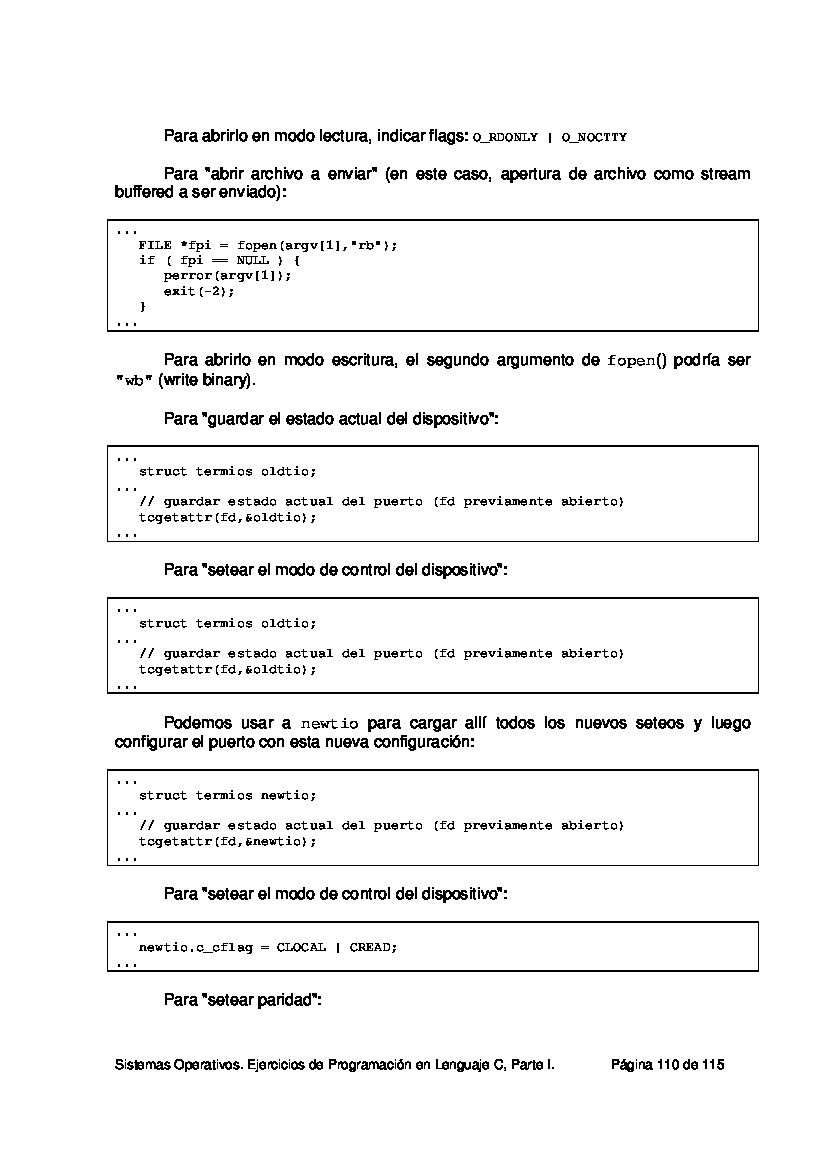 Para abrirlo en modo lectura, indicar flags: O_RDONLY | O_NOCTTY
Para "abrir archivo a enviar" (en este caso, apertura de archivo como stream
buffered a ser enviado):
...
FILE *fpi = fopen(argv[1],"rb");
if ( fpi == NULL ) {
perror(argv[1]);
exit(-2);
}
...
Para abrirlo en modo escritura, el segundo argumento de fopen() podría ser
"wb" (write binary).
Para "guardar el estado actual del dispositivo":
...
struct termios oldtio;
...
// guardar estado actual del puerto (fd previamente abierto)
tcgetattr(fd,&oldtio);
...
Para "setear el modo de control del dispositivo":
...
struct termios oldtio;
...
// guardar estado actual del puerto (fd previamente abierto)
tcgetattr(fd,&oldtio);
...
Podemos usar a newtio para cargar allí todos los nuevos seteos y luego
configurar el puerto con esta nueva configuración:
...
struct termios newtio;
...
// guardar estado actual del puerto (fd previamente abierto)
tcgetattr(fd,&newtio);
...
Para "setear el modo de control del dispositivo":
...
newtio.c_cflag = CLOCAL | CREAD;
...
Para "setear paridad":
Sistemas Operativos. Ejercicios de Programación en Lenguaje C, Parte I. Página 110 de 115